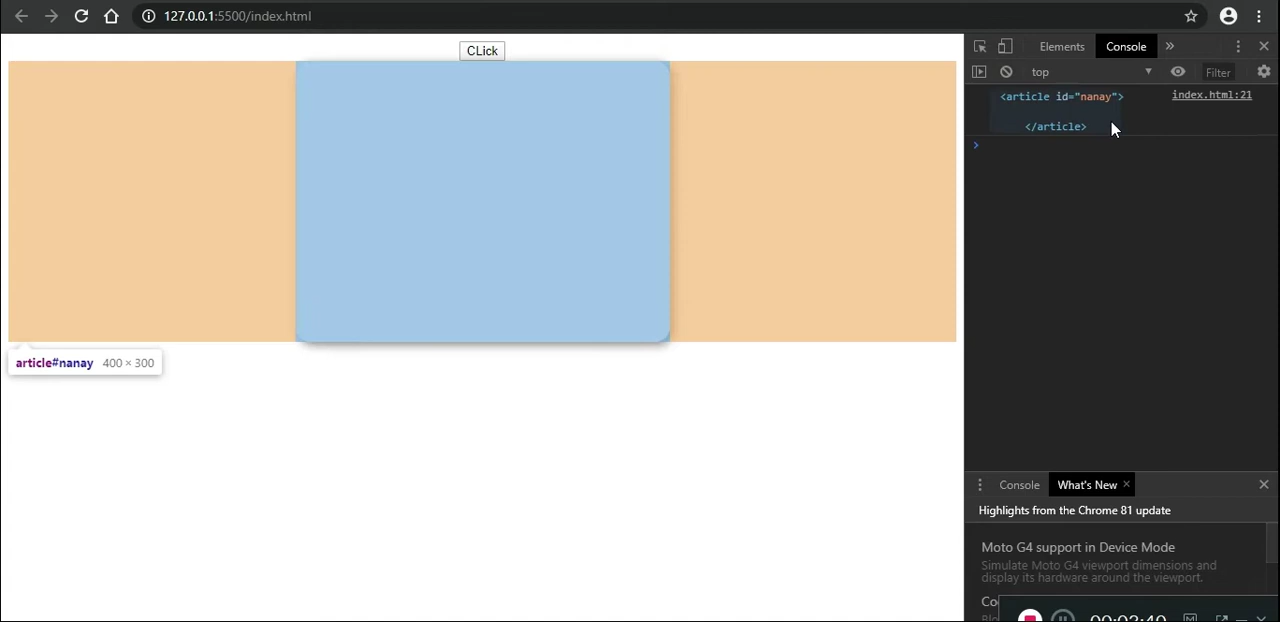 127.0.0.1:5500/index.html
CLick
Elements
Console
»
top
Filter
<article id="nanay">
index.html:21
</article>
article#nanay 400 × 300
Console
What's New
Highlights from the Chrome 81 update
Moto G4 support in Device Mode
Simulate Moto G4 viewport dimensions and
display its hardware around the viewport.